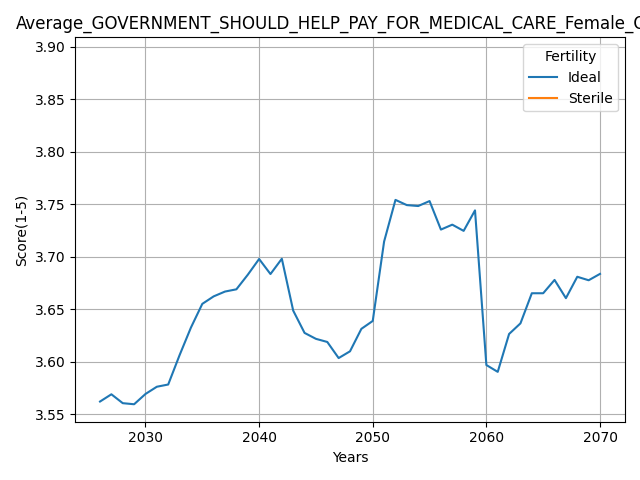 Average_GOVERNMENT_SHOULD_HELP_PAY_FOR_MEDICAL_CARE_Female_
Fertility
Ideal
Sterile
Score(1-5)
3.90
3.85
3.80
3.75
3.70
3.65
3.60
3.55
2030 2040 2050 2060 2070
Years